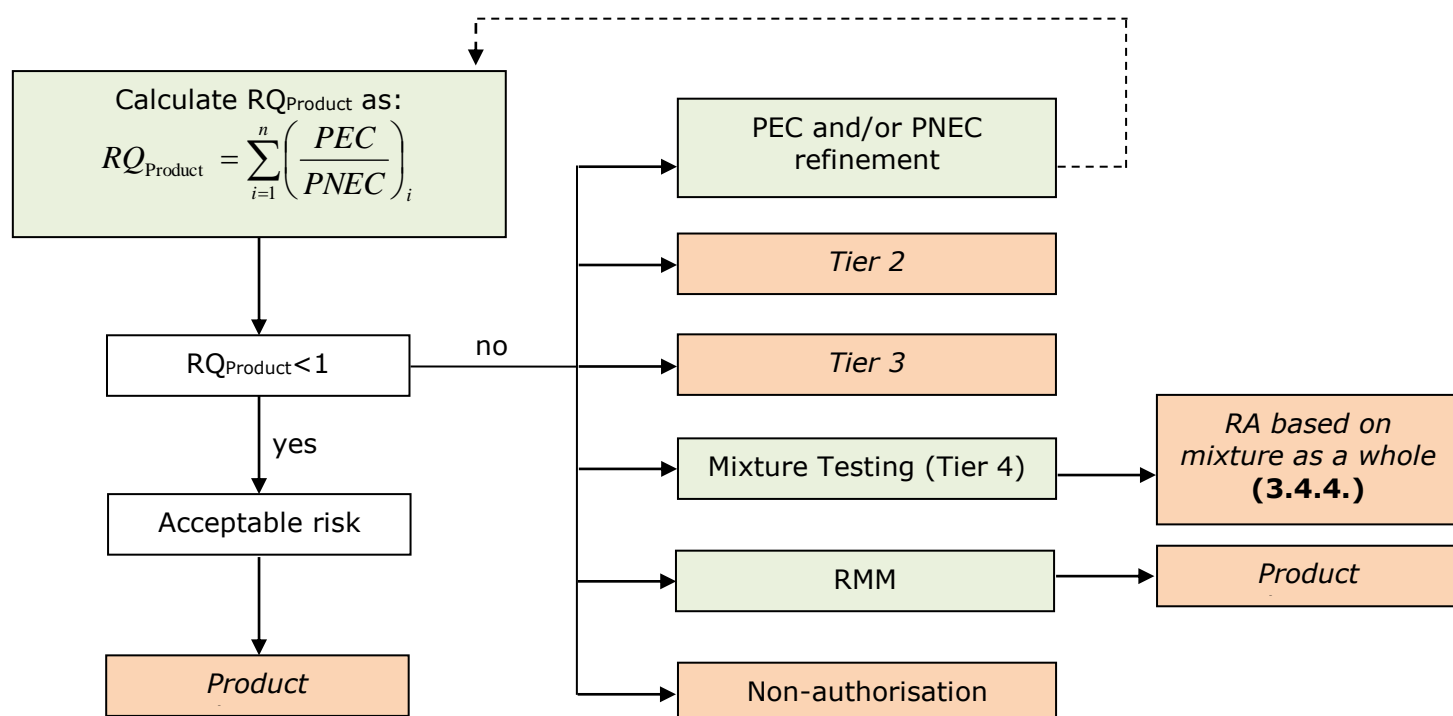 Calculate RQProduct as:
RQProduct = ∑ i=1 n (PEC/PNEC)i
RQProduct<1
yes
Acceptable risk
Product
no
PEC and/or PNEC
refinement
Tier 2
Tier 3
Mixture Testing (Tier 4)
RA based on
mixture as a whole
(3.4.4.)
RMM
Product
Non-authorisation